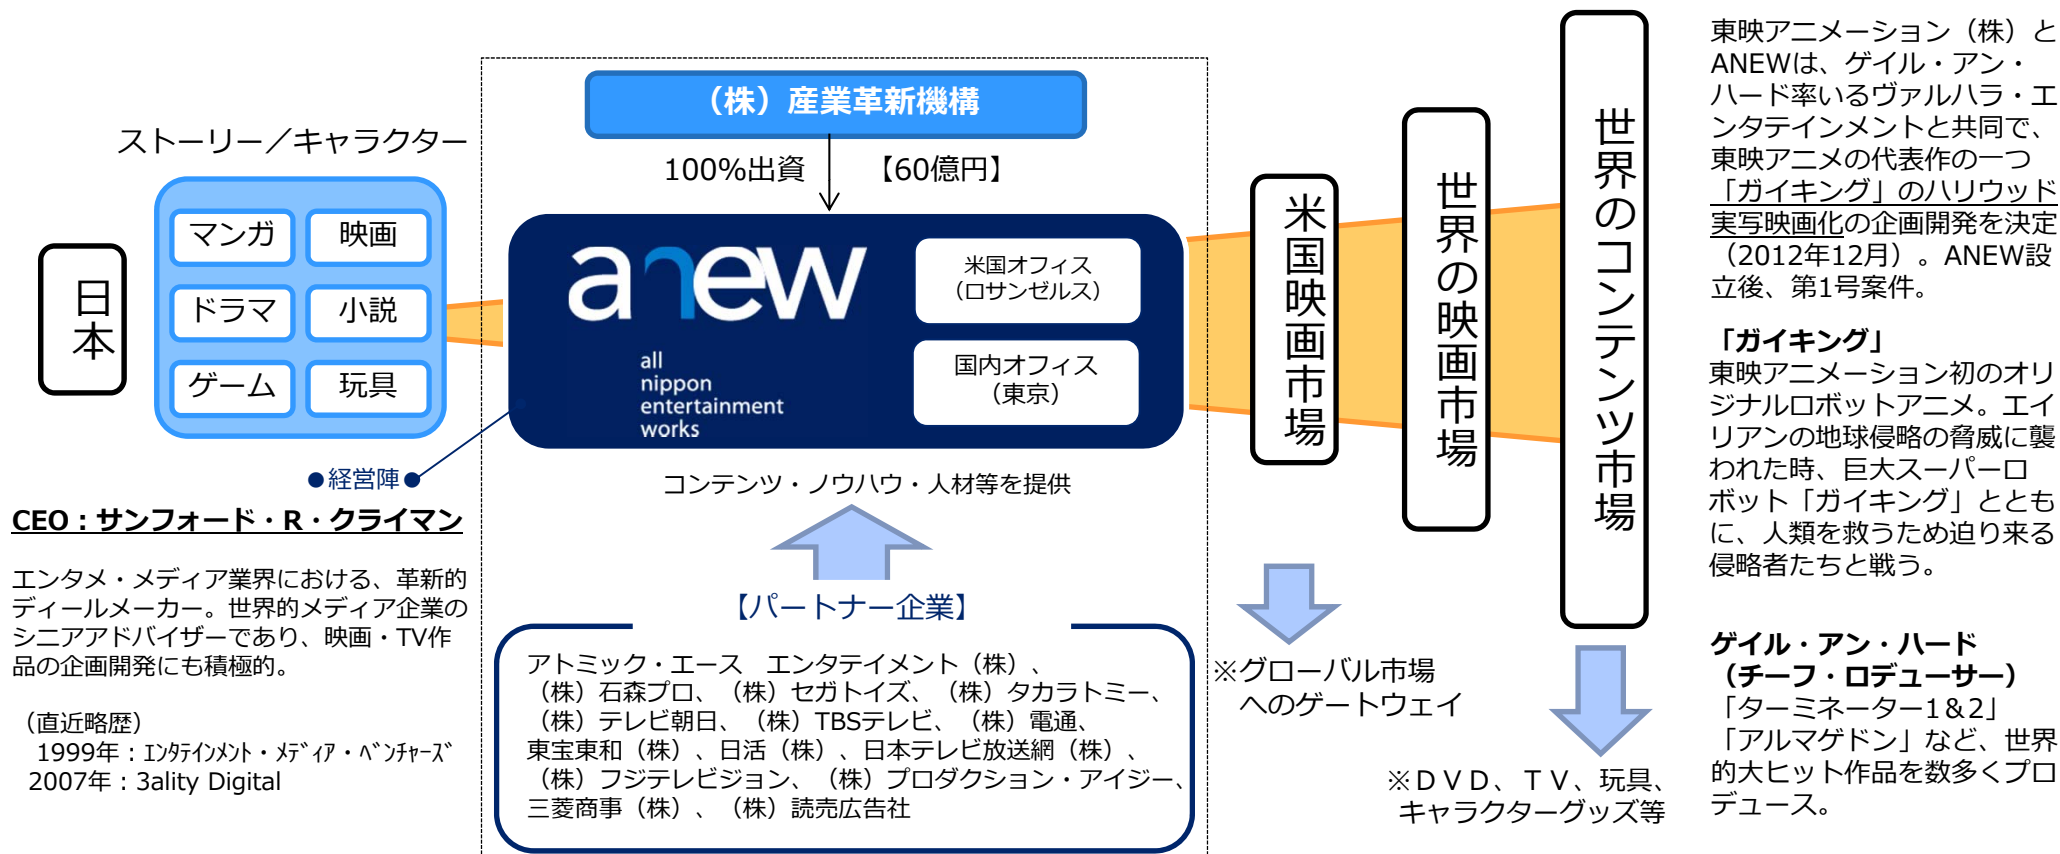 日本
ストーリー／キャラクター
マンガ
映画
ドラマ
小説
ゲーム
玩具
●経営陣●
CEO：サンフォード・R・クライマン
エンタメ・メディア業界における、革新的
ディールメーカー。世界的メディア企業の
シニアアドバイザーであり、映画・TV作
品の企画開発にも積極的。
（直近略歴）
1999年：ｴﾝﾀﾃｲﾝﾒﾝﾄ・ﾒﾃﾞｨｱ・ﾍﾞﾝﾁｬｰｽﾞ
2007年：3ality Digital
（株）産業革新機構
100%出資
【60億円】
anew
all
nippon
entertainment
works
米国オフィス
（ロサンゼルス）
国内オフィス
（東京）
コンテンツ・ノウハウ・人材等を提供
【パートナー企業】
アトミック・エース　エンタテイメント（株）、
（株）石森プロ、（株）セガトイズ、（株）タカラトミー、
（株）テレビ朝日、（株）TBSテレビ、（株）電通、
東宝東和（株）、日活（株）、日本テレビ放送網（株）、
（株）フジテレビジョン、（株）プロダクション・アイジー、
三菱商事（株）、（株）読売広告社
米国映画市場
世界の映画市場
世界のコンテンツ市場
※グローバル市場
へのゲートウェイ
※ＤＶＤ、ＴＶ、玩具、
キャラクターグッズ等
東映アニメーション（株）と
ANEWは、ゲイル・アン・
ハード率いるヴァルハラ・エ
ンタテインメントと共同で、
東映アニメの代表作の一つ
「ガイキング」のハリウッド
実写映画化の企画開発を決定
（2012年12月）。ANEW設
立後、第1号案件。
「ガイキング」
東映アニメーション初のオリ
ジナルロボットアニメ。エイ
リアンの地球侵略の脅威に襲
われた時、巨大スーパーロ
ボット「ガイキング」ととも
に、人類を救うため迫り来る
侵略者たちと戦う。
ゲイル・アン・ハード
（チーフ・ロデューサー）
「ターミネーター1&2」
「アルマゲドン」など、世界
的大ヒット作品を数多くプロ
デュース。